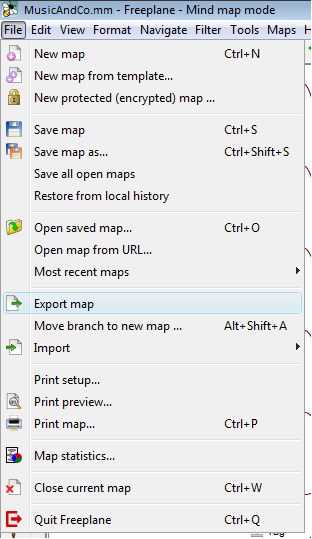 MusicAndCo.mm - Freeplane - Mind map mode
File Edit View Format Navigate Filter Tools Maps H
New map Ctrl+N
New map from template...
New protected (encrypted) map ...
Save map Ctrl+S
Save map as... Ctrl+Shift+S
Save all open maps
Restore from local history
Open saved map... Ctrl+O
Open map from URL...
Most recent maps
Export map
Move branch to new map ... Alt+Shift+A
Import
Print setup...
Print preview...
Print map... Ctrl+P
Map statistics...
Close current map Ctrl+W
Quit Freeplane Ctrl+Q